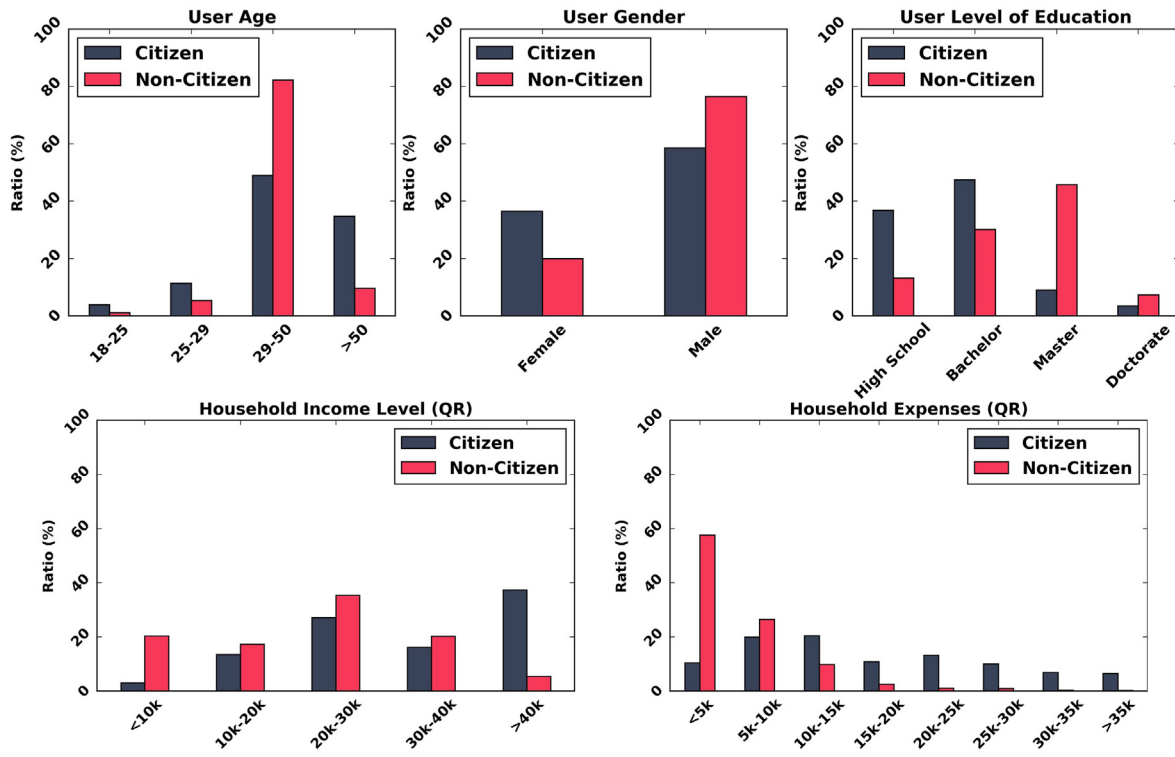 User Age
100
80
60
40
20
0
Ratio (%)
Citizen
Non-Citizen
18-25
25-29
29-50
>50
User Gender
100
80
60
40
20
0
Ratio (%)
Citizen
Non-Citizen
Female
Male
User Level of Education
100
80
60
40
20
0
Ratio (%)
Citizen
Non-Citizen
High School
Bachelor
Master
Doctorate
Household Income Level (QR)
100
80
60
40
20
0
Ratio (%)
Citizen
Non-Citizen
<10k
10k-20k
20k-30k
30k-40k
>40k
Household Expenses (QR)
100
80
60
40
20
0
Ratio (%)
Citizen
Non-Citizen
<5k
5k-10k
10k-15k
15k-20k
20k-25k
25k-30k
30k-35k
>35k